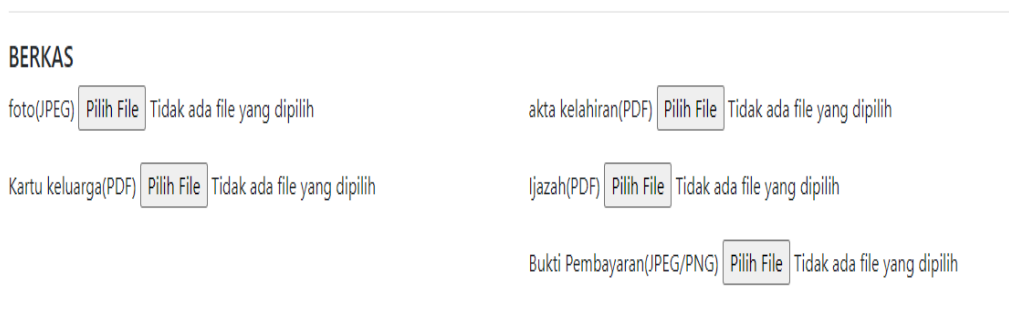 BERKAS
foto(JPEG) Pilih File Tidak ada file yang dipilih
akta kelahiran(PDF) Pilih File Tidak ada file yang dipilih
Kartu keluarga(PDF) Pilih File Tidak ada file yang dipilih
Ijazah(PDF) Pilih File Tidak ada file yang dipilih
Bukti Pembayaran(JPEG/PNG) Pilih File Tidak ada file yang dipilih